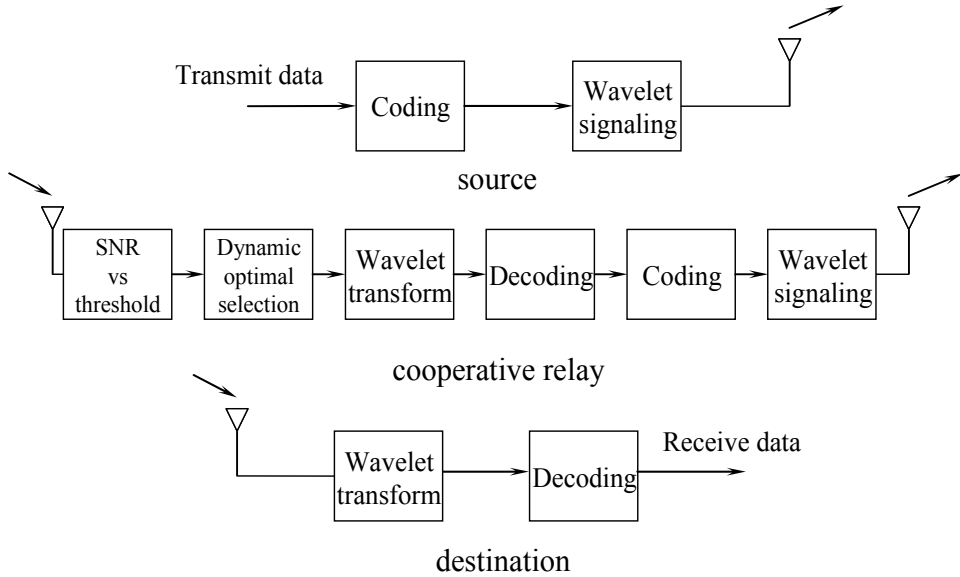 Transmit data
Coding
Wavelet
signaling
source
SNR
vs
threshold
Dynamic
optimal
selection
Wavelet
transform
Decoding
Coding
Wavelet
signaling
cooperative relay
Wavelet
transform
Decoding
Receive data
destination